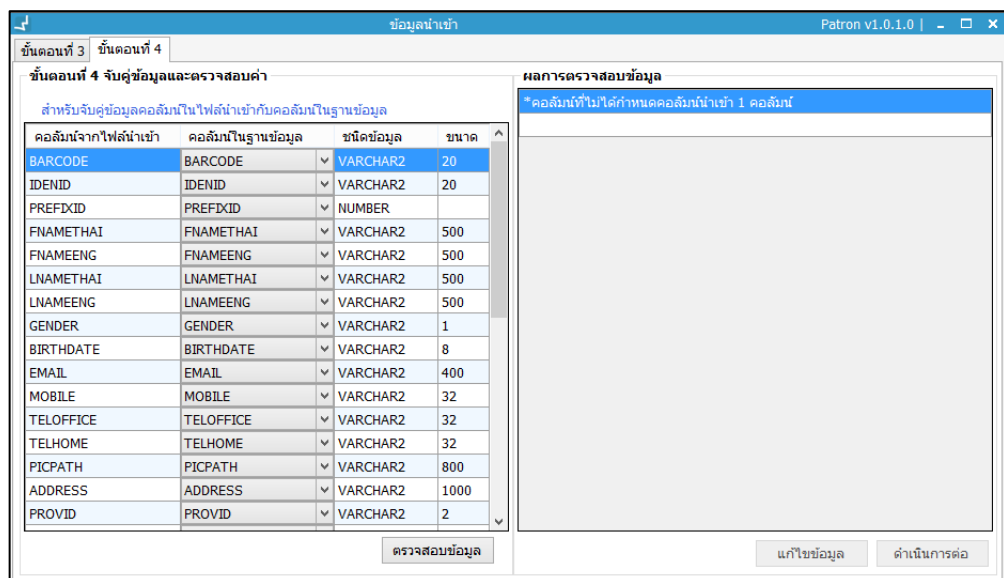 ข้อมูลนำเข้า Patron v1.0.1.0 |
ขั้นตอนที่ 3 ขั้นตอนที่ 4
ขั้นตอนที่ 4 จับคู่ข้อมูลและตรวจสอบค่า
สำหรับจับคู่ข้อมูลคอลัมน์ในไฟล์นำเข้ากับคอลัมน์ในฐานข้อมูล
คอลัมน์จากไฟล์นำเข้า คอลัมน์ในฐานข้อมูล ชนิดข้อมูล ขนาด
BARCODE BARCODE VARCHAR2 20
IDENID IDENID VARCHAR2 20
PREFIXID PREFIXID NUMBER
FNAMETHAI FNAMETHAI VARCHAR2 500
FNAMEENG FNAMEENG VARCHAR2 500
LNAMETHAI LNAMETHAI VARCHAR2 500
LNAMEENG LNAMEENG VARCHAR2 500
GENDER GENDER VARCHAR2 1
BIRTHDATE BIRTHDATE VARCHAR2 8
EMAIL EMAIL VARCHAR2 400
MOBILE MOBILE VARCHAR2 32
TELOFFICE TELOFFICE VARCHAR2 32
TELHOME TELHOME VARCHAR2 32
PICPATH PICPATH VARCHAR2 800
ADDRESS ADDRESS VARCHAR2 1000
PROVID PROVID VARCHAR2 2
ตรวจสอบข้อมูล
ผลการตรวจสอบข้อมูล
*คอลัมน์ที่ไม่ได้กำหนดคอลัมน์นำเข้า 1 คอลัมน์
แก้ไขข้อมูล ดำเนินการต่อ